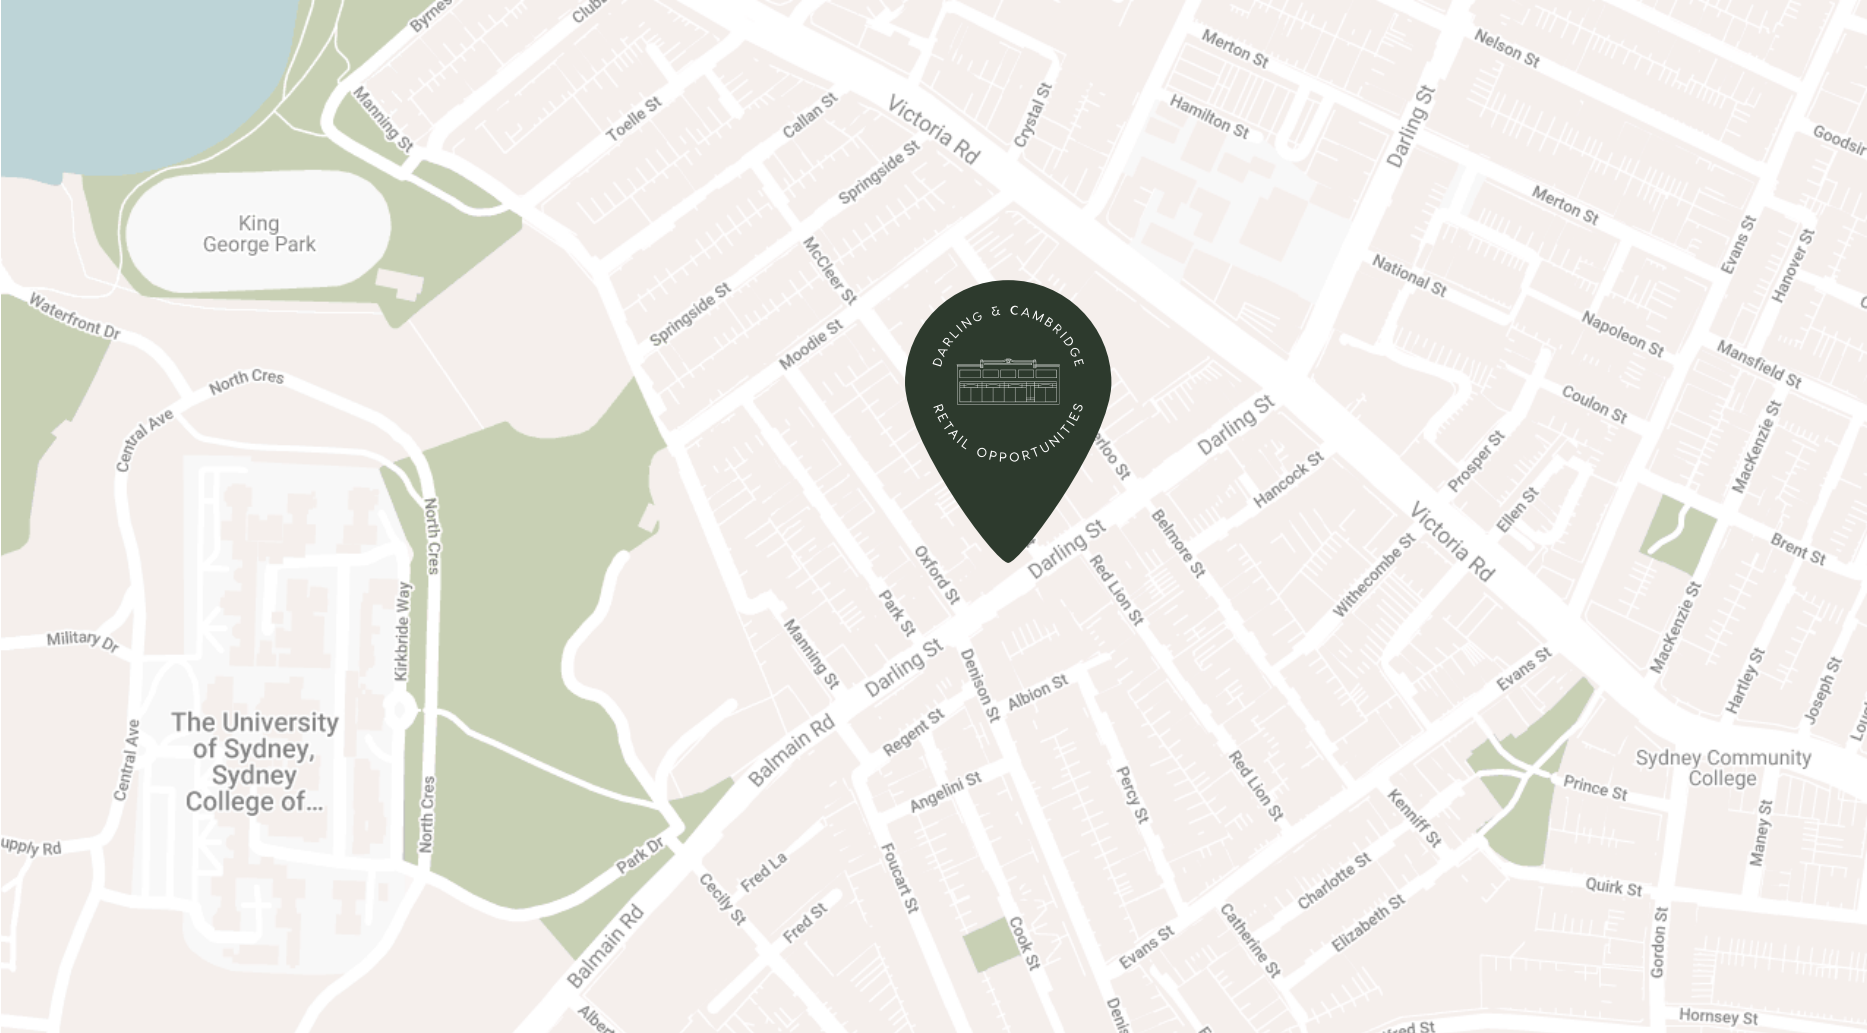 Byrnes
Merton St
Nelson St
Manning St
Toelle St
Callan St
Victoria Rd
Crystal St
Hamilton St
Darling St
Springside St
Merton St
King
George Park
McCleer St
Evans St
Hanover St
National St
Waterfront Dr
Springside St
Moodie St
Napoleon St
Mansfield St
DARLING & CAMBRIDGE
RETAIL OPPORTUNITIES
North Cres
Central Ave
Darling St
Coulon St
MacKenzie St
Hancock St
Prosper St
Ellen St
North Cres
Belmore St
Victoria Rd
Darling St
Brent St
Oxford St
Red Lion St
Withecombe St
Kirkbride Way
Park St
Military Dr
Manning St
Darling St
Denison St
Albion St
Evans St
MacKenzie St
Hartley St
Joseph St
The University
of Sydney,
Sydney
College of...
Regent St
Balmain Rd
Central Ave
Angelini St
Percy St
Red Lion St
Sydney Community
College
Prince St
Kenniff St
Maney St
North Cres
Park Dr
Fred La
Foucart St
Cecily St
Charlotte St
Quirk St
Fred St
Elizabeth St
Balmain Rd
Cook St
Evans St
Catherine St
Gordon St
Hornsey St